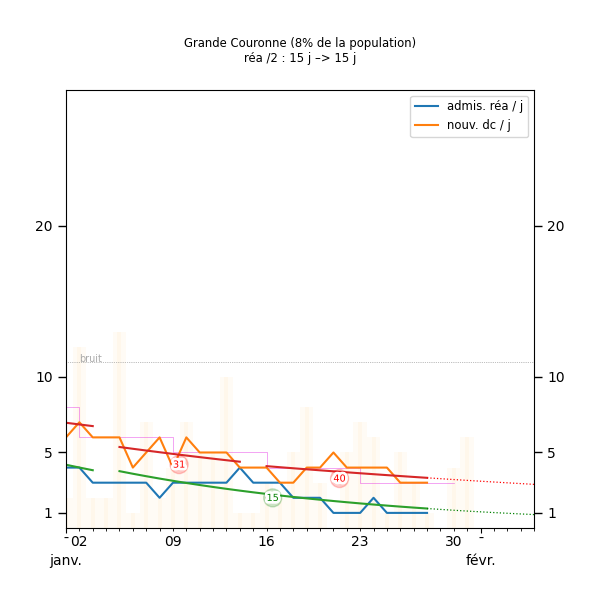 Grande Couronne (8% de la population)
réa /2 : 15 j –> 15 j
admis. réa / j
nouv. dc / j
20 20
bruit
10 10
5 5
31
40
15
1 1
02 09 16 23 30 -
janv. févr.